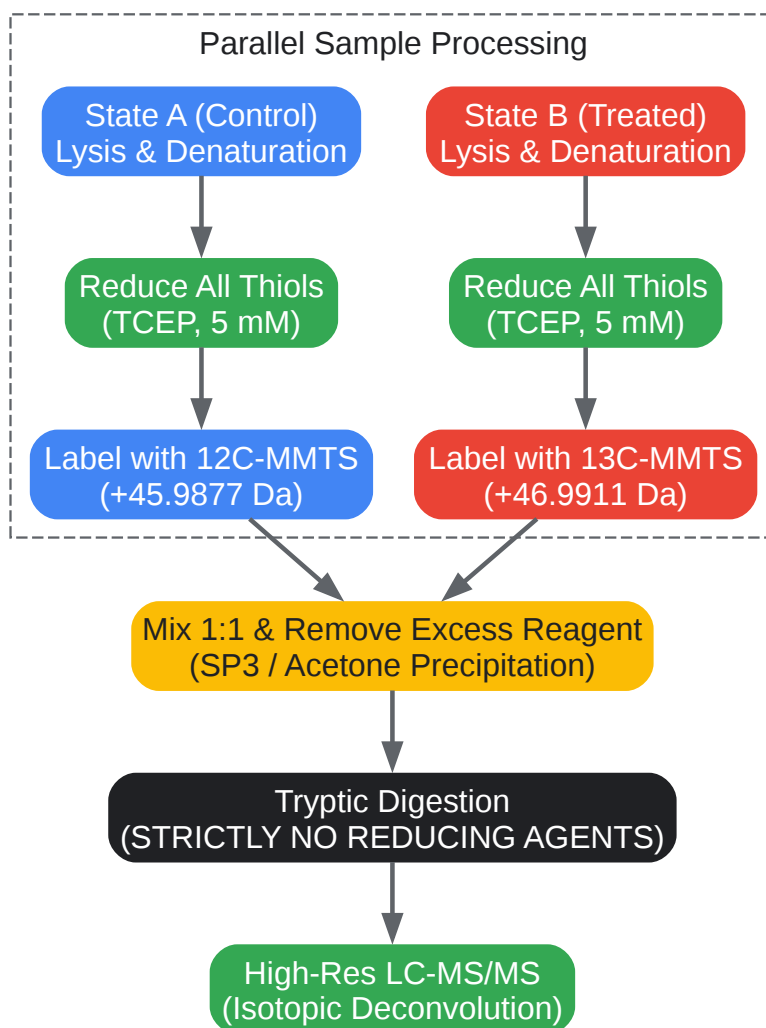 Parallel Sample Processing
State A (Control)
Lysis & Denaturation
State B (Treated)
Lysis & Denaturation
Reduce All Thiols
(TCEP, 5 mM)
Reduce All Thiols
(TCEP, 5 mM)
Label with 12C-MMTS
(+45.9877 Da)
Label with 13C-MMTS
(+46.9911 Da)
Mix 1:1 & Remove Excess Reagent
(SP3 / Acetone Precipitation)
Tryptic Digestion
(STRICTLY NO REDUCING AGENTS)
High-Res LC-MS/MS
(Isotopic Deconvolution)